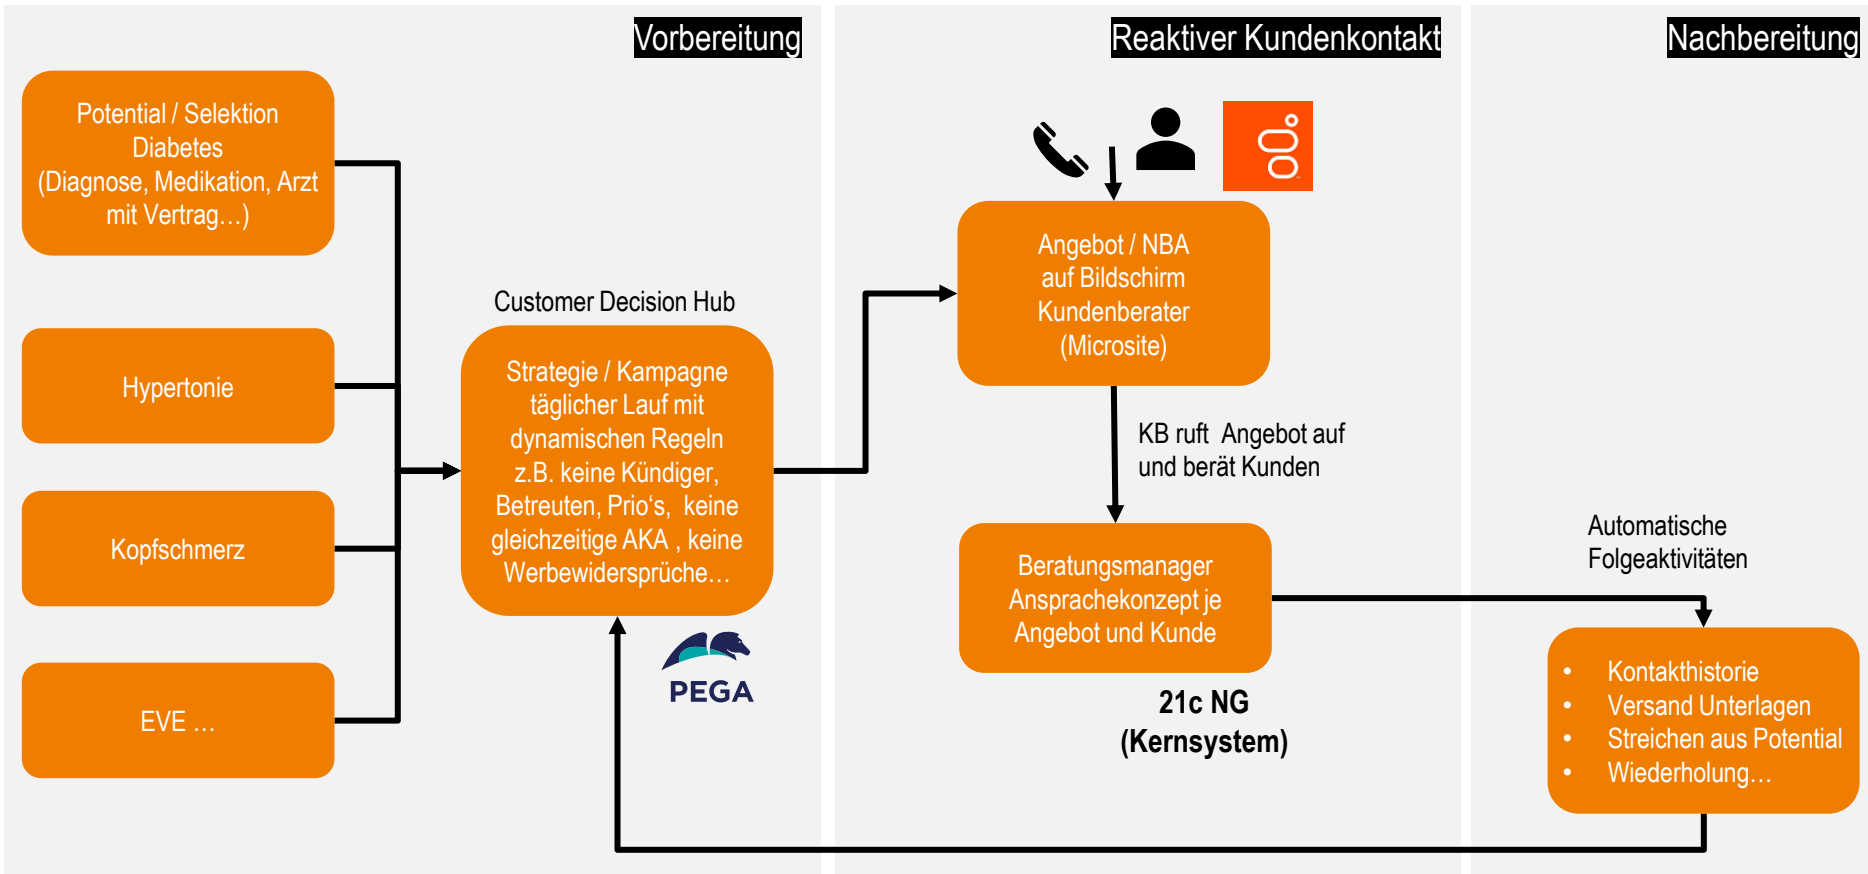 Vorbereitung
Reaktiver Kundenkontakt
Nachbereitung
Potential / Selektion
Diabetes
(Diagnose, Medikation, Arzt
mit Vertrag…)
Hypertonie
Kopfschmerz
EVE …
Customer Decision Hub
Strategie / Kampagne
täglicher Lauf mit
dynamischen Regeln
z.B. keine Kündiger,
Betreuten, Prio‘s,  keine
gleichzeitige AKA , keine
Werbewidersprüche…
PEGA
Angebot / NBA
auf Bildschirm
Kundenberater
(Microsite)
KB ruft  Angebot auf
und berät Kunden
Beratungsmanager
Ansprachekonzept je
Angebot und Kunde
21c NG
(Kernsystem)
Automatische
Folgeaktivitäten
• Kontakthistorie
• Versand Unterlagen
• Streichen aus Potential
• Wiederholung…